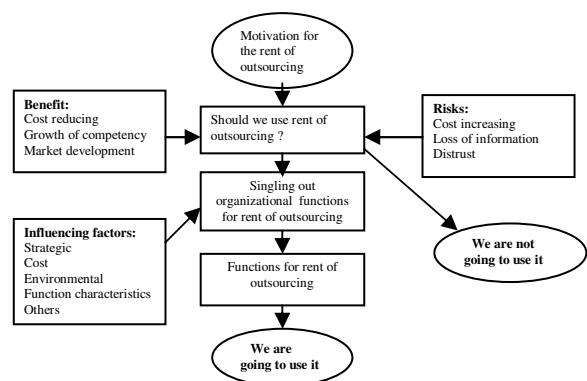 Motivation for
the rent of
outsourcing
Benefit:
Cost reducing
Growth of competency
Market development
Should we use rent of
outsourcing ?
Risks:
Cost increasing
Loss of information
Distrust
Singling out
organizational functions
for rent of outsourcing
Influencing factors:
Strategic
Cost
Environmental
Function characteristics
Others
We are not
going to use it
Functions for rent of
outsourcing
We are
going to use it